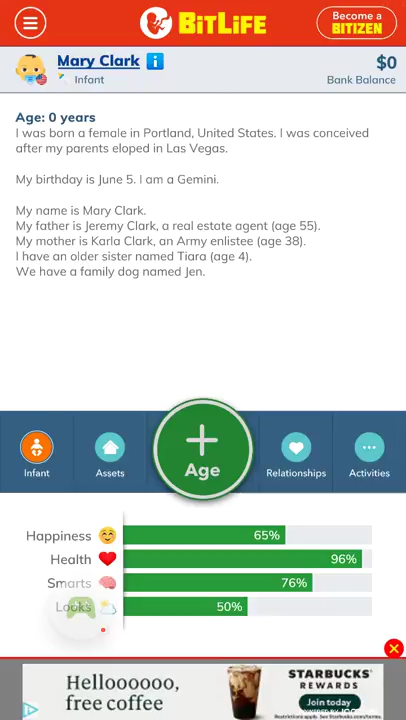 BitLife
Become a
BITIZEN
Mary Clark
$0
Infant
Bank Balance
Age: 0 years
I was born a female in Portland, United States. I was conceived
after my parents eloped in Las Vegas.
My birthday is June 5. I am a Gemini.
My name is Mary Clark.
My father is Jeremy Clark, a real estate agent (age 55).
My mother is Karla Clark, an Army enlistee (age 38).
I have an older sister named Tiara (age 4).
We have a family dog named Jen.
Age
Infant
Assets
Relationships
Activities
Happiness
65%
Health
96%
Smarts
76%
Looks
50%
Helloooooo,
free coffee
STARBUCKS®
REWARDS
Join today